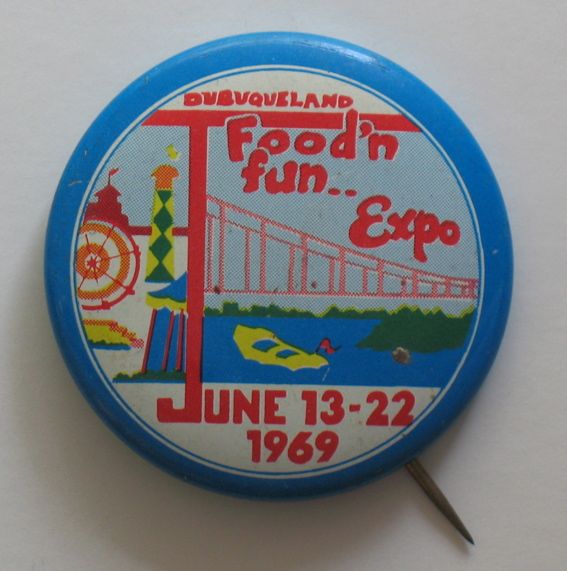 DUBUQUELAND
Food'n
fun..
Expo
JUNE 13-22
1969